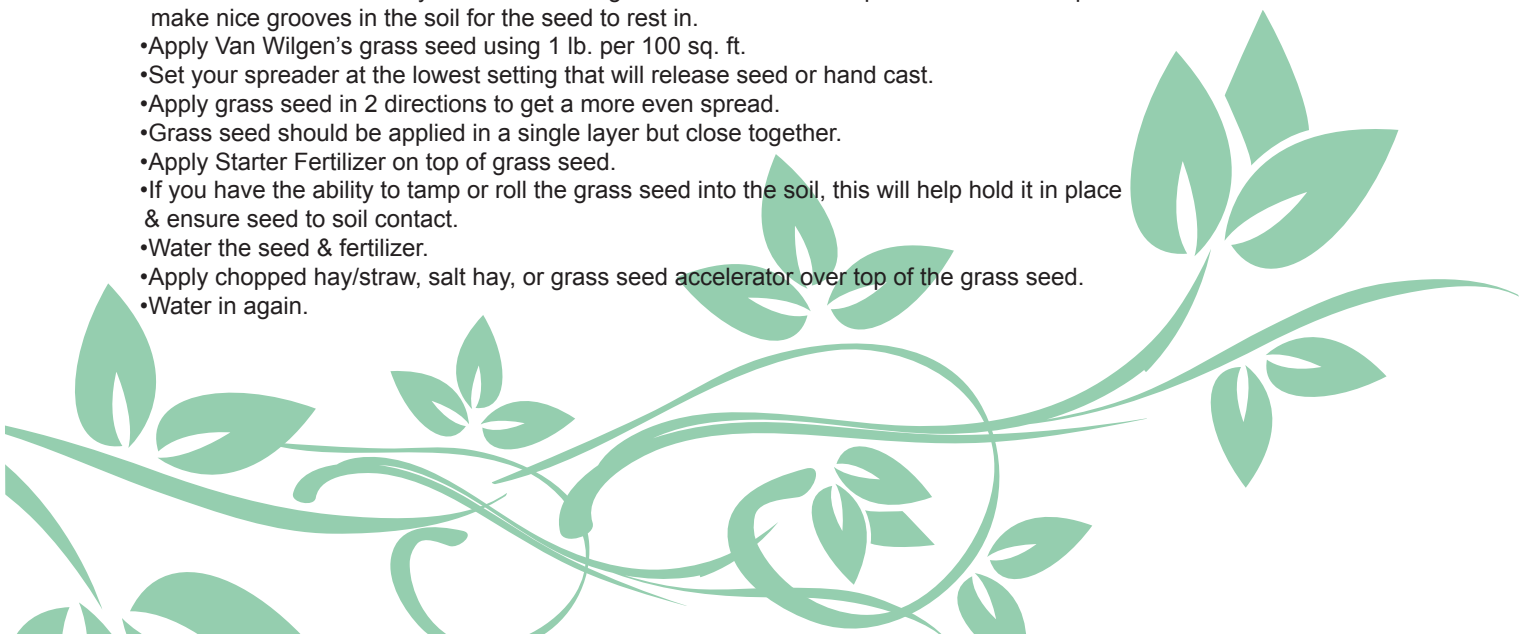 make nice grooves in the soil for the seed to rest in.
•Apply Van Wilgen’s grass seed using 1 lb. per 100 sq. ft.
•Set your spreader at the lowest setting that will release seed or hand cast.
•Apply grass seed in 2 directions to get a more even spread.
•Grass seed should be applied in a single layer but close together.
•Apply Starter Fertilizer on top of grass seed.
•If you have the ability to tamp or roll the grass seed into the soil, this will help hold it in place
& ensure seed to soil contact.
•Water the seed & fertilizer.
•Apply chopped hay/straw, salt hay, or grass seed accelerator over top of the grass seed.
•Water in again.